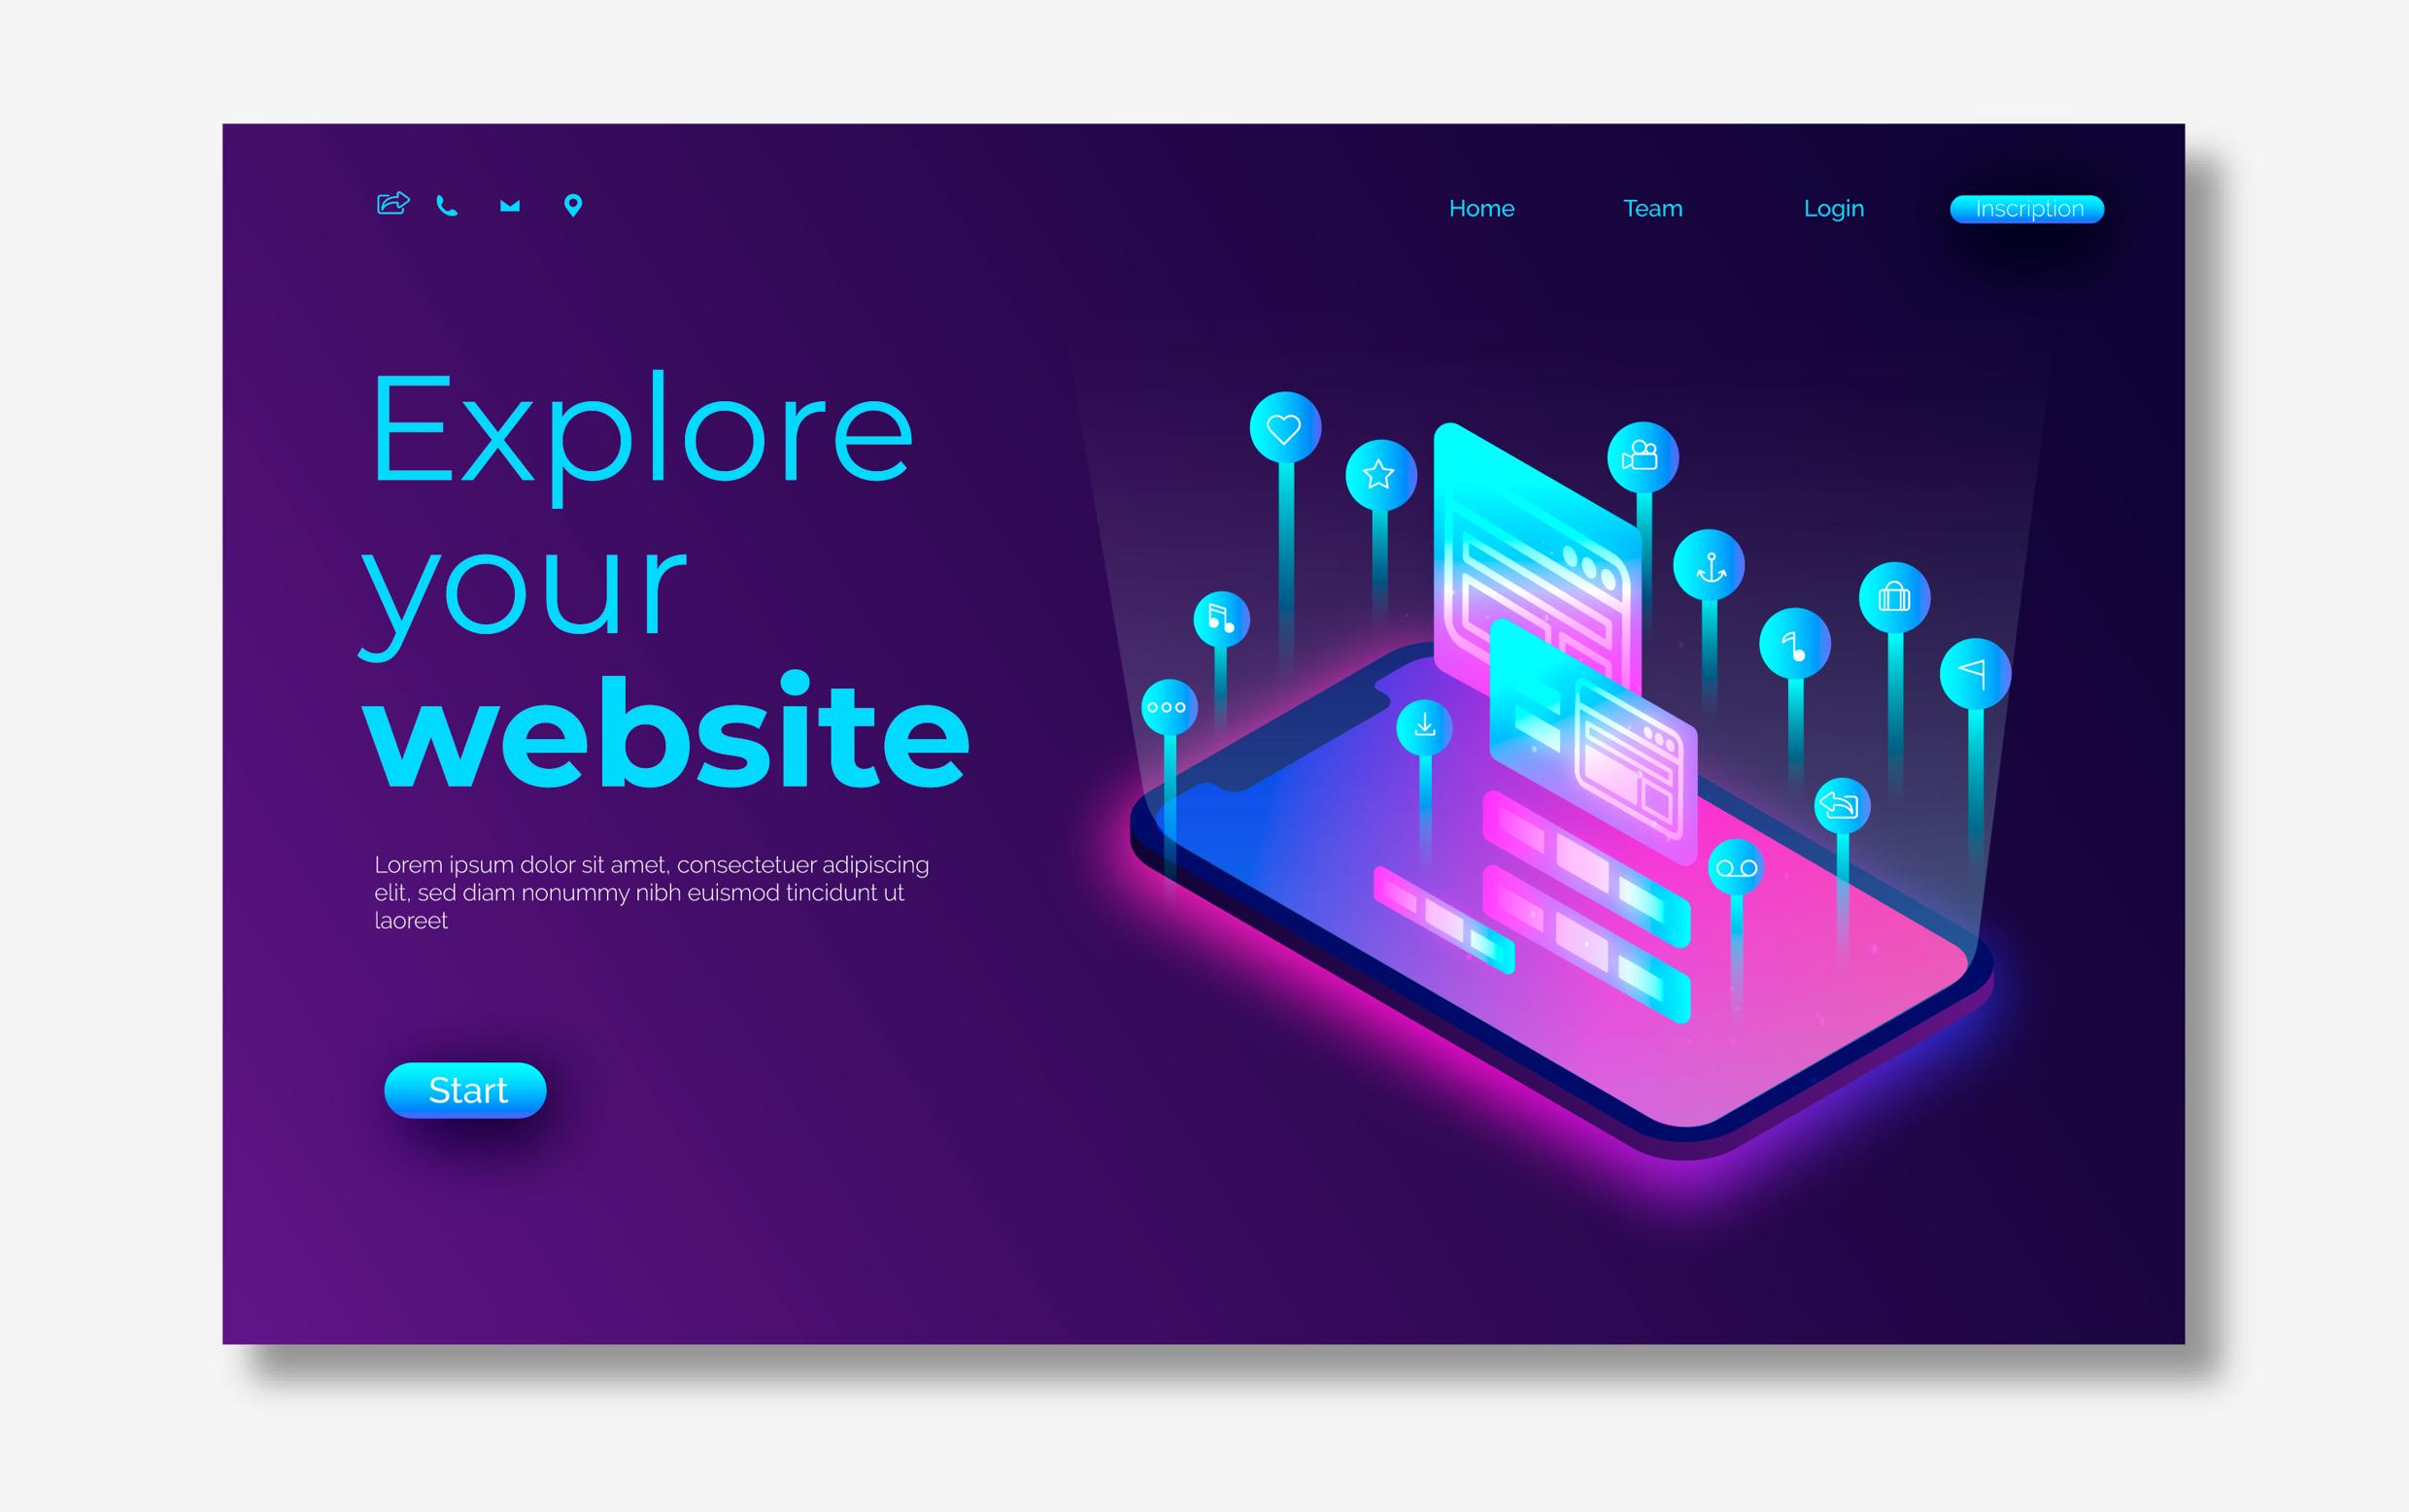 Home Team Login Inscription
Explore
your
website
Lorem ipsum dolor sit amet, consectetuer adipiscing
elit, sed diam nonummy nibh euismod tincidunt ut
laoreet
Start